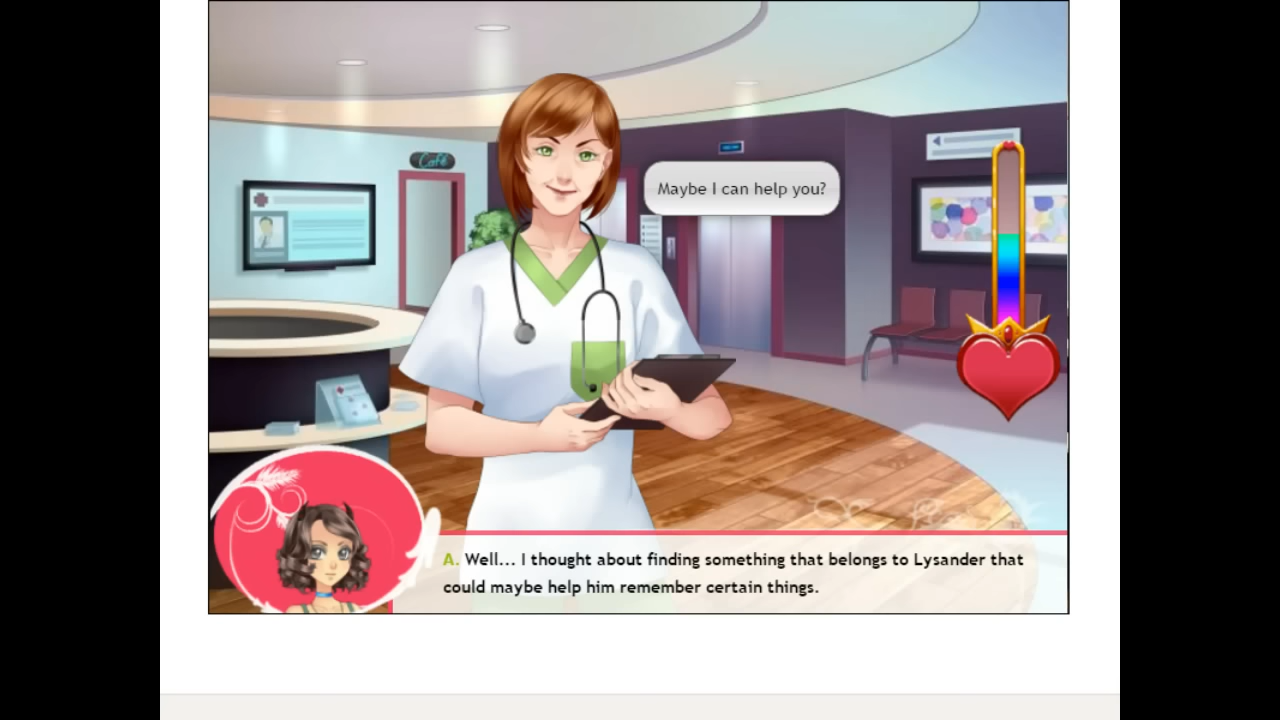 Café
Maybe I can help you?
A. Well... I thought about finding something that belongs to Lysander that
could maybe help him remember certain things.